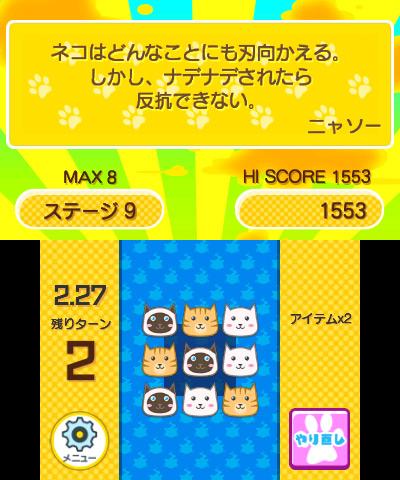 ネコはどんなことにも刃向かえる。
しかし、ナデナデされたら
反抗できない。
ニャソー
MAX 8
HI SCORE 1553
ステージ 9
1553
2.27
残りターン
2
アイテムx2
メニュー
やり直し